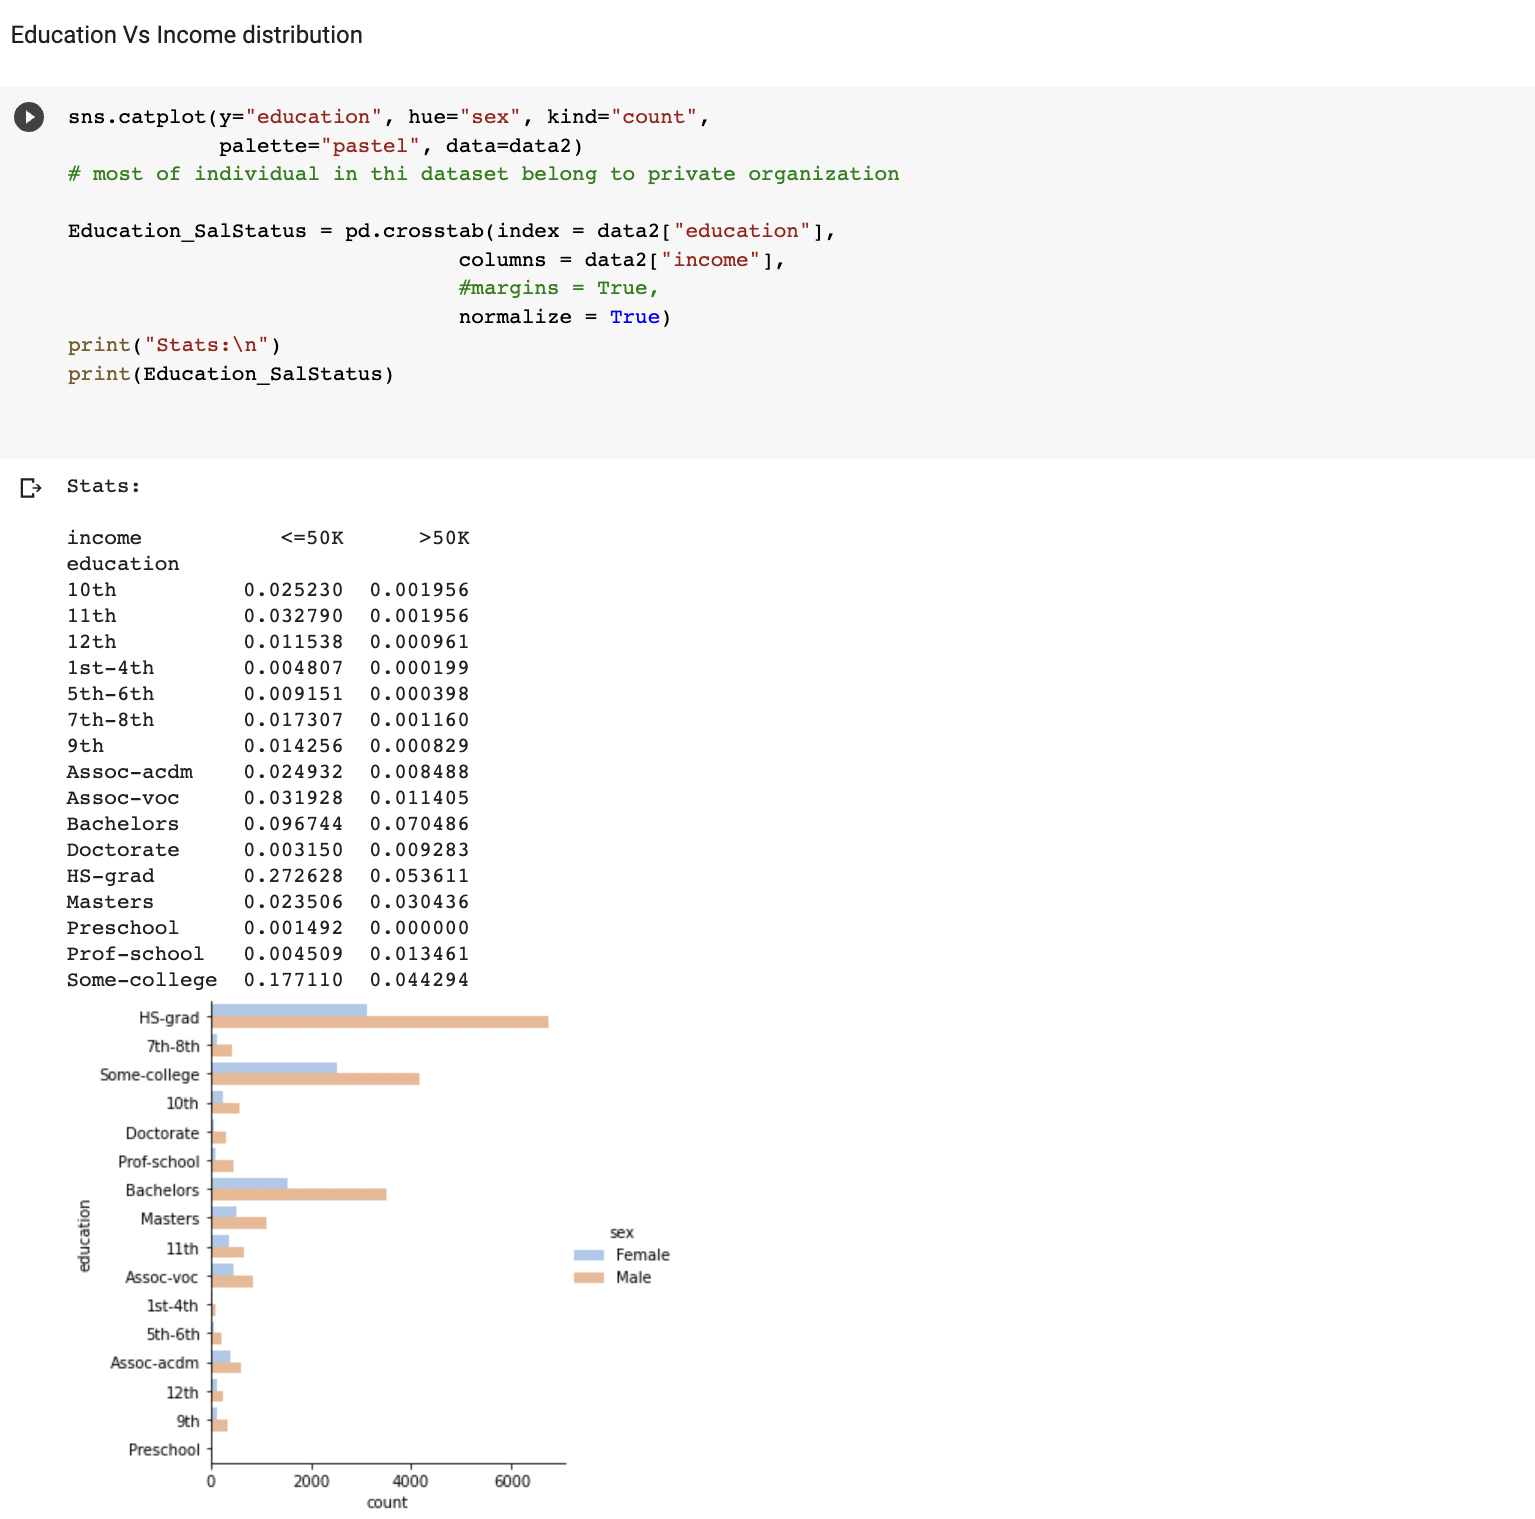 Education Vs Income distribution
sns.catplot(y="education", hue="sex", kind="count",
            palette="pastel", data=data2)
# most of individual in thi dataset belong to private organization
Education_SalStatus = pd.crosstab(index = data2["education"],
                               columns = data2["income"],
                               #margins = True,
                               normalize = True)
print("Stats:\n")
print(Education_SalStatus)
Stats:
income           <=50K      >50K
education
10th          0.025230  0.001956
11th          0.032790  0.001956
12th          0.011538  0.000961
1st-4th       0.004807  0.000199
5th-6th       0.009151  0.000398
7th-8th       0.017307  0.001160
9th           0.014256  0.000829
Assoc-acdm    0.024932  0.008488
Assoc-voc     0.031928  0.011405
Bachelors     0.096744  0.070486
Doctorate     0.003150  0.009283
HS-grad       0.272628  0.053611
Masters       0.023506  0.030436
Preschool     0.001492  0.000000
Prof-school   0.004509  0.013461
Some-college  0.177110  0.044294
HS-grad
7th-8th
Some-college
10th
Doctorate
Prof-school
Bachelors
Masters
11th
Assoc-voc
1st-4th
5th-6th
Assoc-acdm
12th
9th
Preschool
education
0 2000 4000 6000
count
sex
Female
Male